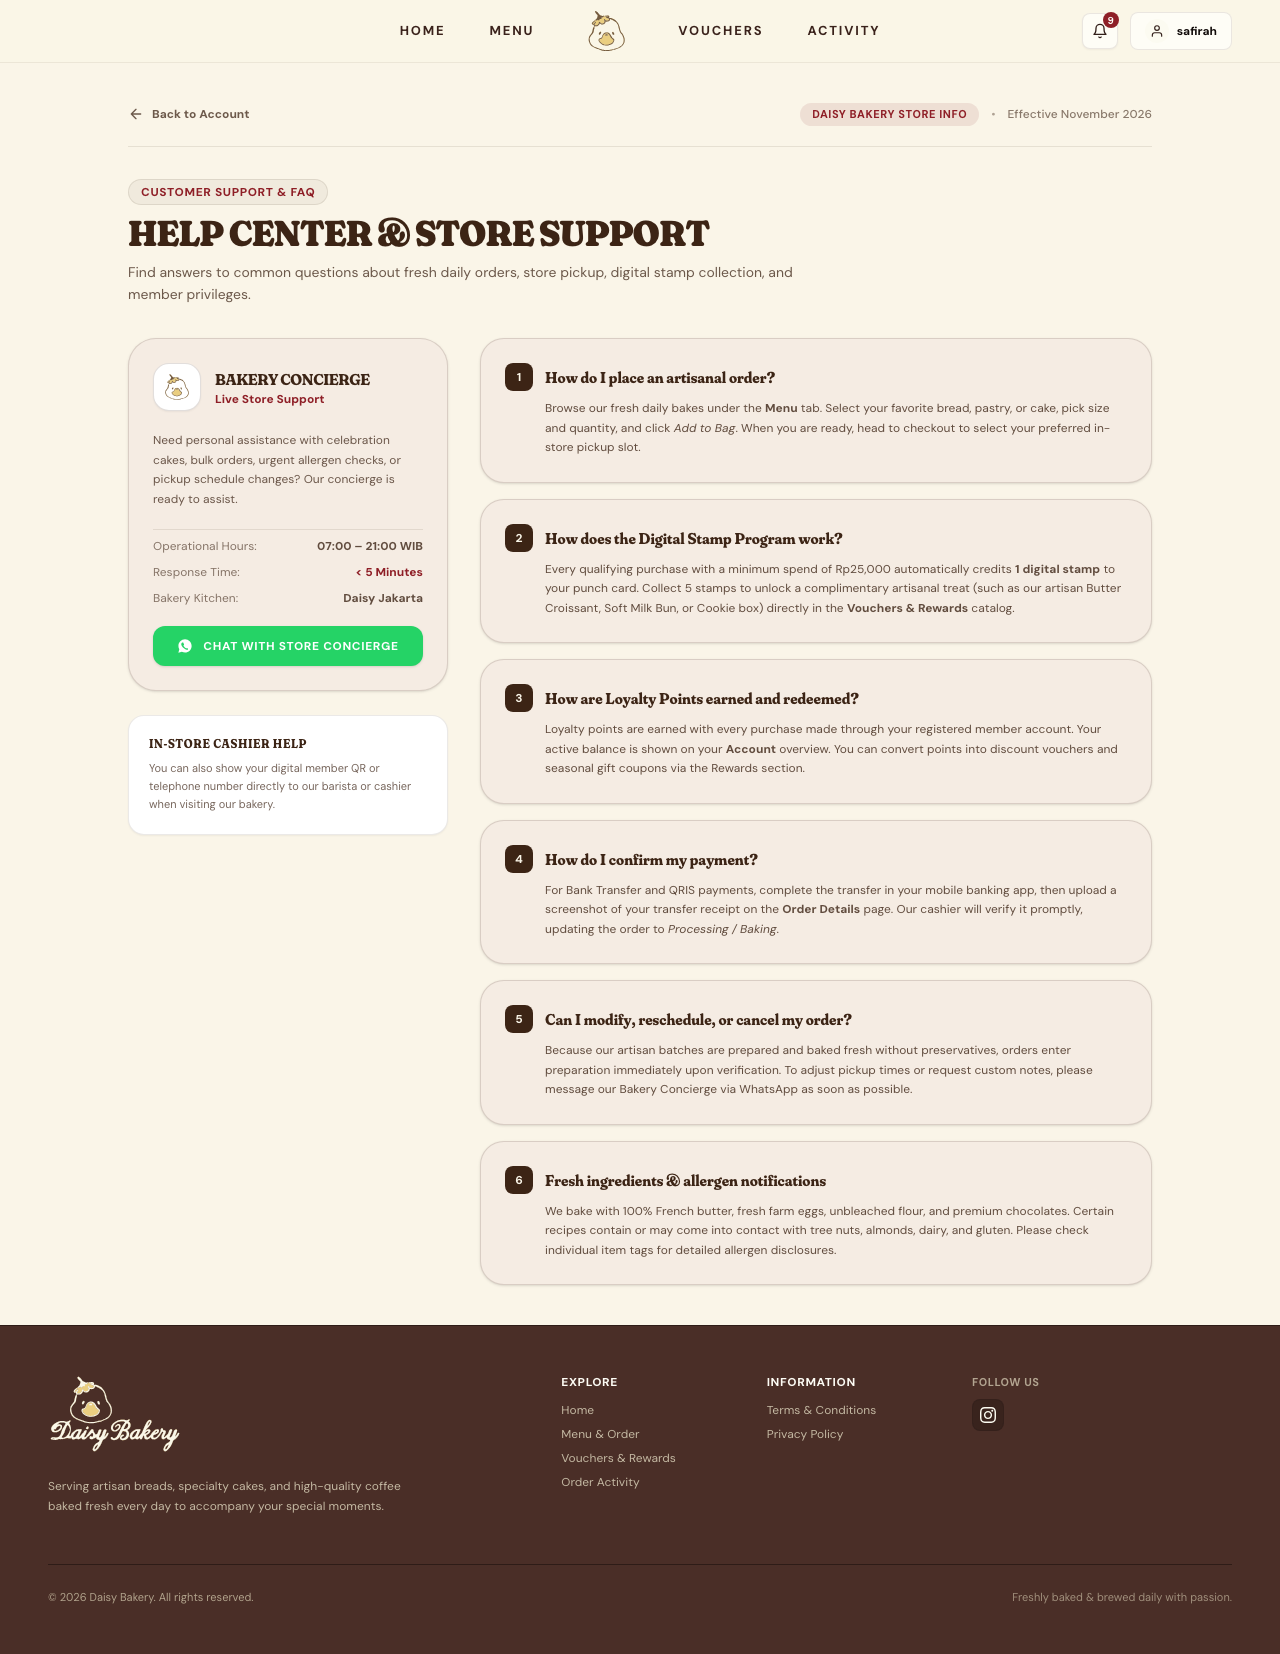 HOME MENU VOUCHERS ACTIVITY 9 safirah
Back to Account DAISY BAKERY STORE INFO • Effective November 2026
CUSTOMER SUPPORT & FAQ
HELP CENTER & STORE SUPPORT
Find answers to common questions about fresh daily orders, store pickup, digital stamp collection, and
member privileges.
BAKERY CONCIERGE
Live Store Support
Need personal assistance with celebration
cakes, bulk orders, urgent allergen checks, or
pickup schedule changes? Our concierge is
ready to assist.
Operational Hours: 07:00 – 21:00 WIB
Response Time: < 5 Minutes
Bakery Kitchen: Daisy Jakarta
CHAT WITH STORE CONCIERGE
IN-STORE CASHIER HELP
You can also show your digital member QR or
telephone number directly to our barista or cashier
when visiting our bakery.
1 How do I place an artisanal order?
Browse our fresh daily bakes under the Menu tab. Select your favorite bread, pastry, or cake, pick size
and quantity, and click Add to Bag. When you are ready, head to checkout to select your preferred in-
store pickup slot.
2 How does the Digital Stamp Program work?
Every qualifying purchase with a minimum spend of Rp25,000 automatically credits 1 digital stamp to
your punch card. Collect 5 stamps to unlock a complimentary artisanal treat (such as our artisan Butter
Croissant, Soft Milk Bun, or Cookie box) directly in the Vouchers & Rewards catalog.
3 How are Loyalty Points earned and redeemed?
Loyalty points are earned with every purchase made through your registered member account. Your
active balance is shown on your Account overview. You can convert points into discount vouchers and
seasonal gift coupons via the Rewards section.
4 How do I confirm my payment?
For Bank Transfer and QRIS payments, complete the transfer in your mobile banking app, then upload a
screenshot of your transfer receipt on the Order Details page. Our cashier will verify it promptly,
updating the order to Processing / Baking.
5 Can I modify, reschedule, or cancel my order?
Because our artisan batches are prepared and baked fresh without preservatives, orders enter
preparation immediately upon verification. To adjust pickup times or request custom notes, please
message our Bakery Concierge via WhatsApp as soon as possible.
6 Fresh ingredients & allergen notifications
We bake with 100% French butter, fresh farm eggs, unbleached flour, and premium chocolates. Certain
recipes contain or may come into contact with tree nuts, almonds, dairy, and gluten. Please check
individual item tags for detailed allergen disclosures.
Daisy Bakery
Serving artisan breads, specialty cakes, and high-quality coffee
baked fresh every day to accompany your special moments.
EXPLORE
Home
Menu & Order
Vouchers & Rewards
Order Activity
INFORMATION
Terms & Conditions
Privacy Policy
FOLLOW US
© 2026 Daisy Bakery. All rights reserved. Freshly baked & brewed daily with passion.